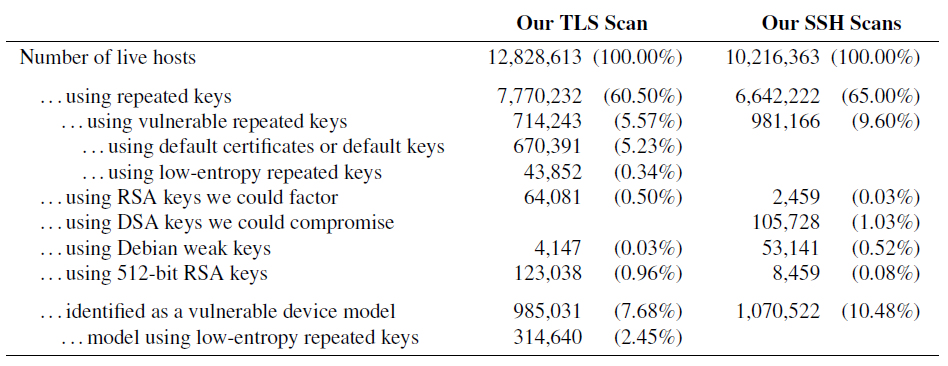 Our TLS Scan Our SSH Scans
Number of live hosts 12,828,613 (100.00%) 10,216,363 (100.00%)
...using repeated keys 7,770,232 (60.50%) 6,642,222 (65.00%)
...using vulnerable repeated keys 714,243 (5.57%) 981,166 (9.60%)
...using default certificates or default keys 670,391 (5.23%)
...using low-entropy repeated keys 43,852 (0.34%)
...using RSA keys we could factor 64,081 (0.50%) 2,459 (0.03%)
...using DSA keys we could compromise 105,728 (1.03%)
...using Debian weak keys 4,147 (0.03%) 53,141 (0.52%)
...using 512-bit RSA keys 123,038 (0.96%) 8,459 (0.08%)
...identified as a vulnerable device model 985,031 (7.68%) 1,070,522 (10.48%)
...model using low-entropy repeated keys 314,640 (2.45%)